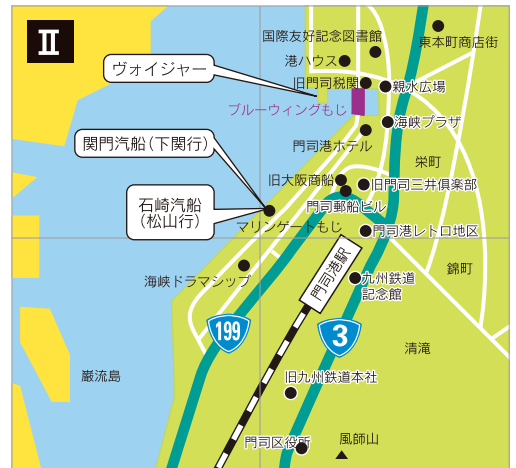 Ⅱ
国際友好記念図書館
東本町商店街
港ハウス
ヴォイジャー
旧門司税関
親水広場
ブルーウィングもじ
海峡プラザ
関門汽船(下関行)
門司港ホテル
栄町
旧大阪商船
旧門司三井倶楽部
石崎汽船
(松山行)
門司郵船ビル
マリンゲートもじ
門司港レトロ地区
門司港駅
錦町
海峡ドラマシップ
九州鉄道
記念館
199
3
清滝
巌流島
旧九州鉄道本社
門司区役所
風師山